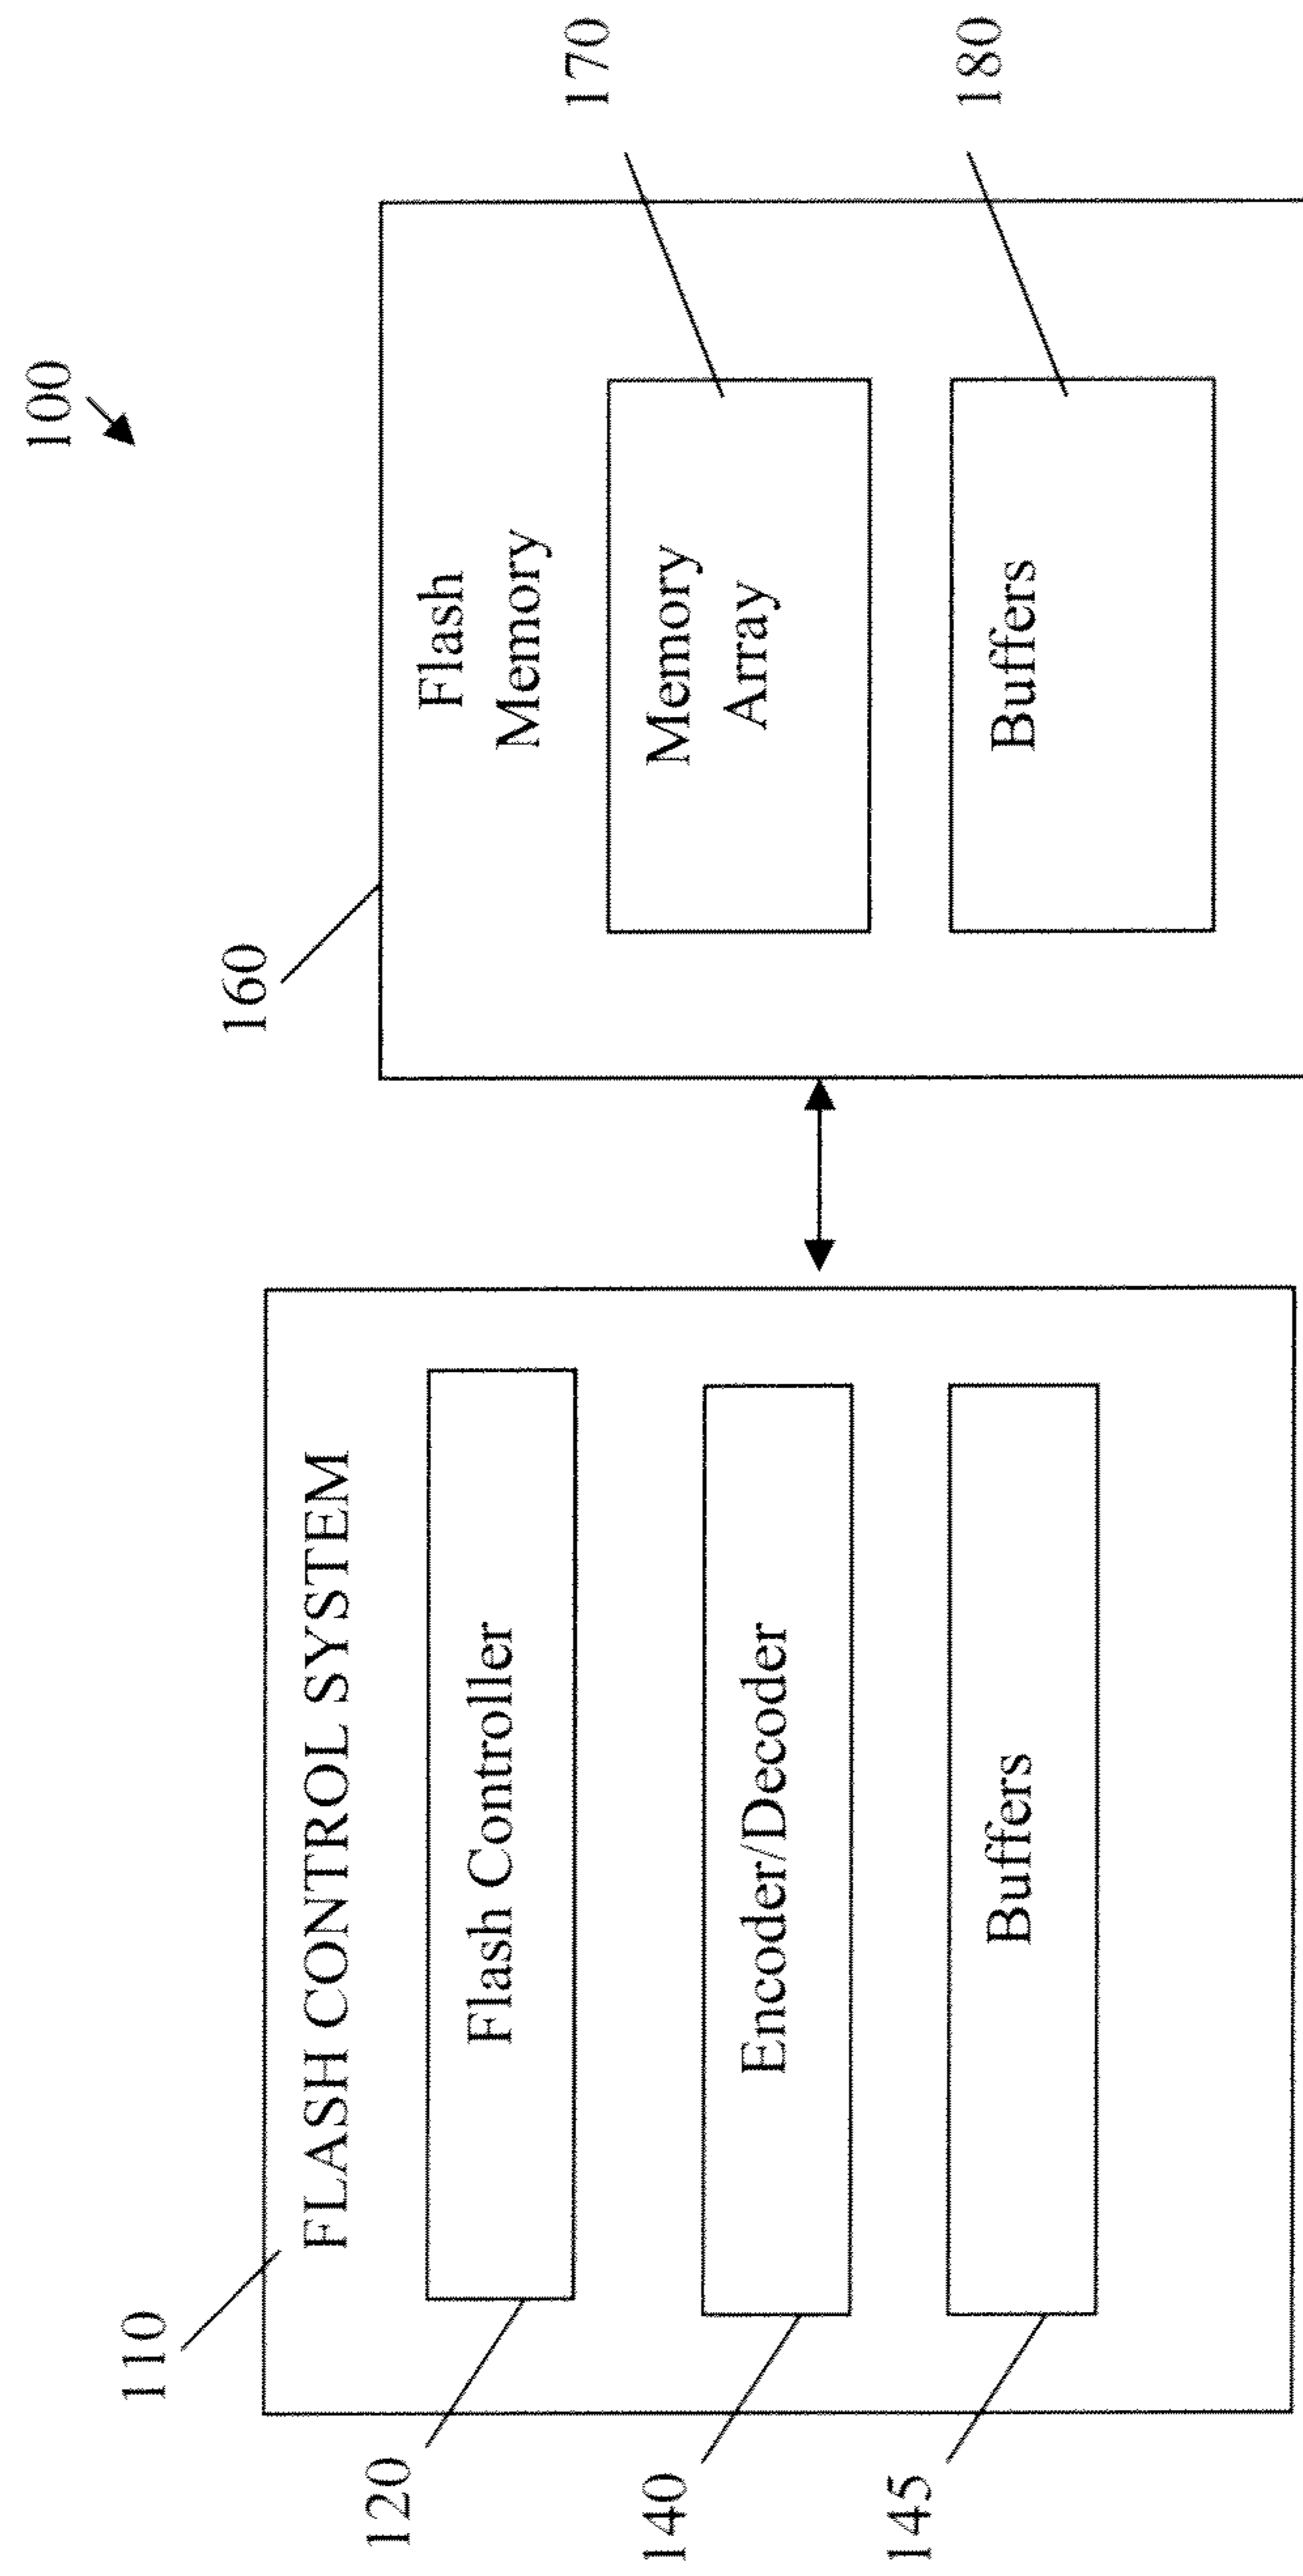 100
110
FLASH CONTROL SYSTEM
120
Flash Controller
140
Encoder/Decoder
145
Buffers
160
Flash
Memory
170
Memory
Array
180
Buffers